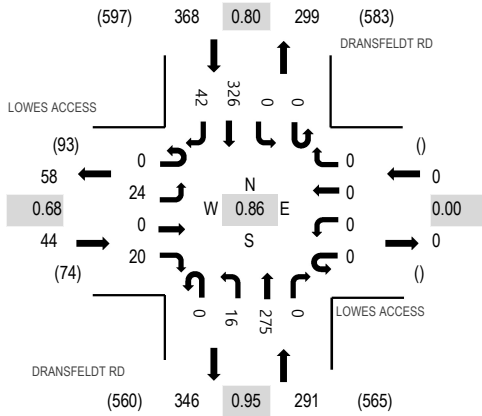 (597) 368 0.80 299 (583)
DRANSFELDT RD
42 326 0 0
LOWES ACCESS
(93) ()
0 0
58 0
24 N 0
0.68 W 0.86 E 0.00
0 0
44 S 0
20 0
(74) ()
0 16 275 0
LOWES ACCESS
DRANSFELDT RD
(560) 346 0.95 291 (565)